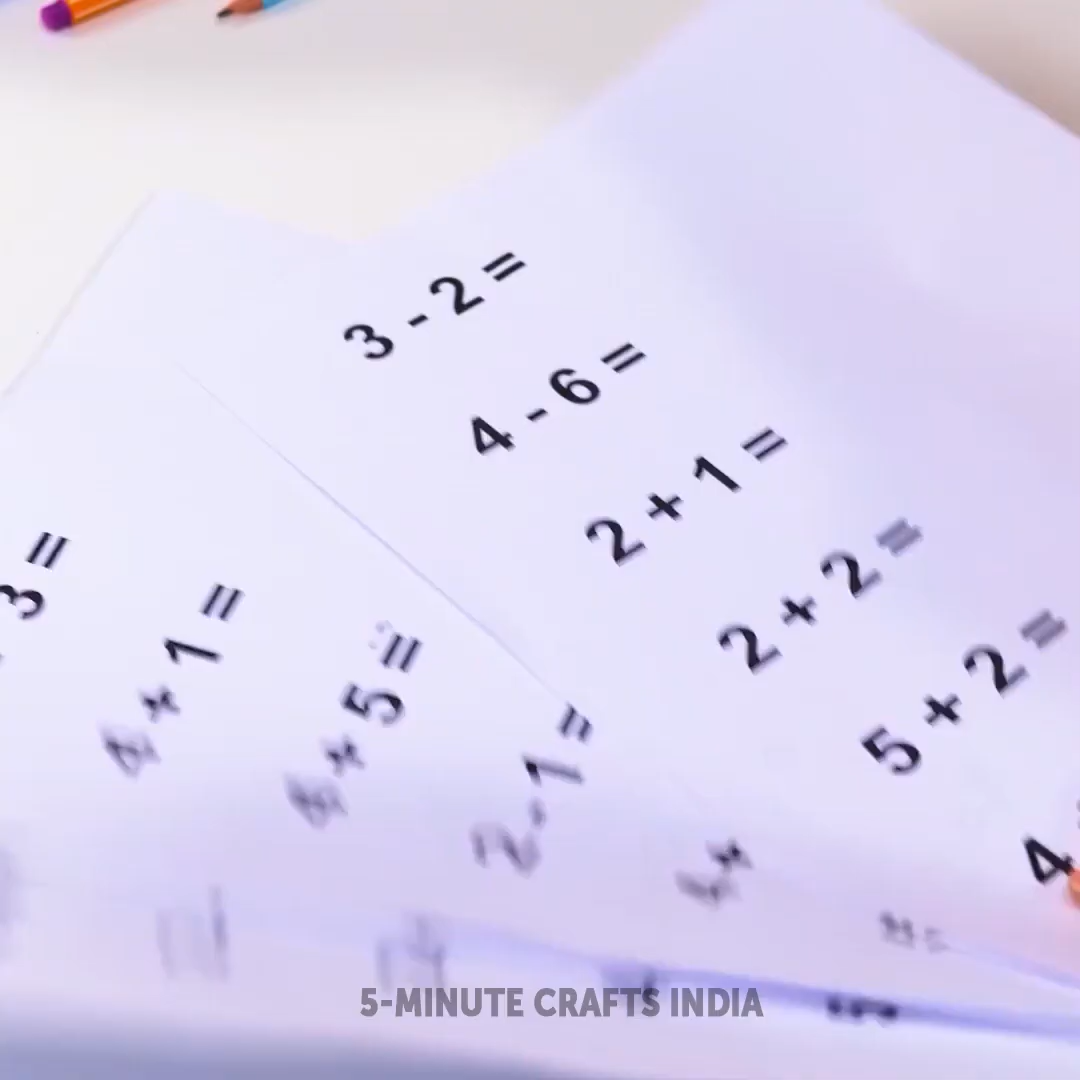 3 - 2 =
4 - 6 =
2 + 1 =
2 + 2 =
5 + 2 =
4
3 =
+ 1 =
+ 5 =
2 - 1 =
5-MINUTE CRAFTS INDIA